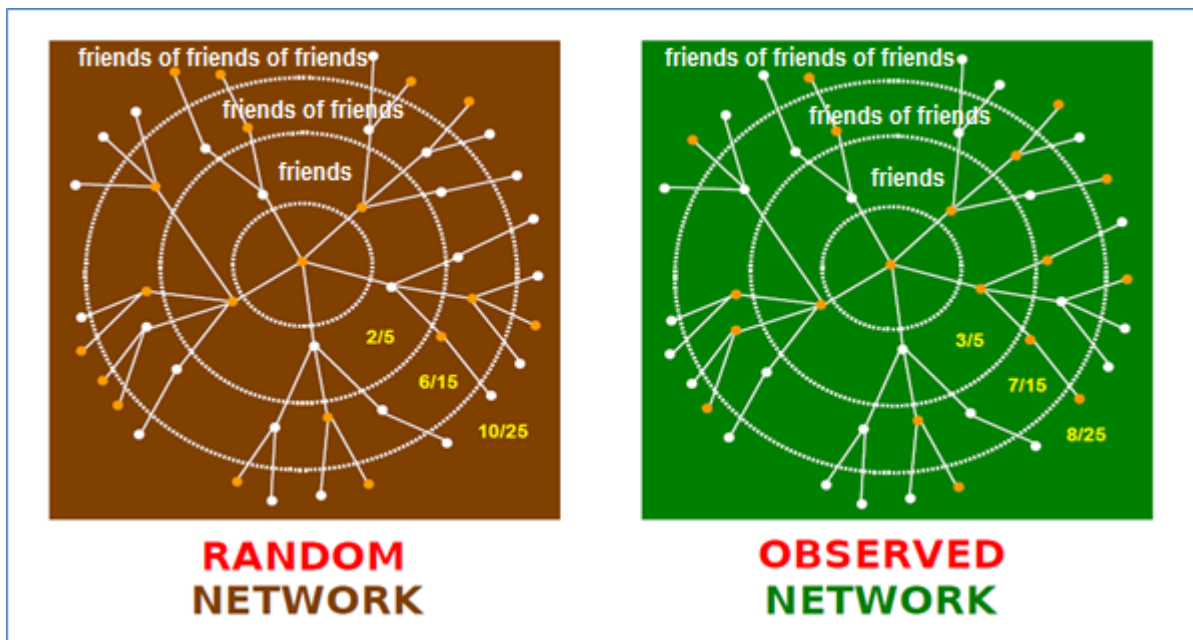 friends of friends of friends
friends of friends
friends
2/5
6/15
10/25
RANDOM
NETWORK
friends of friends of friends
friends of friends
friends
3/5
7/15
8/25
OBSERVED
NETWORK